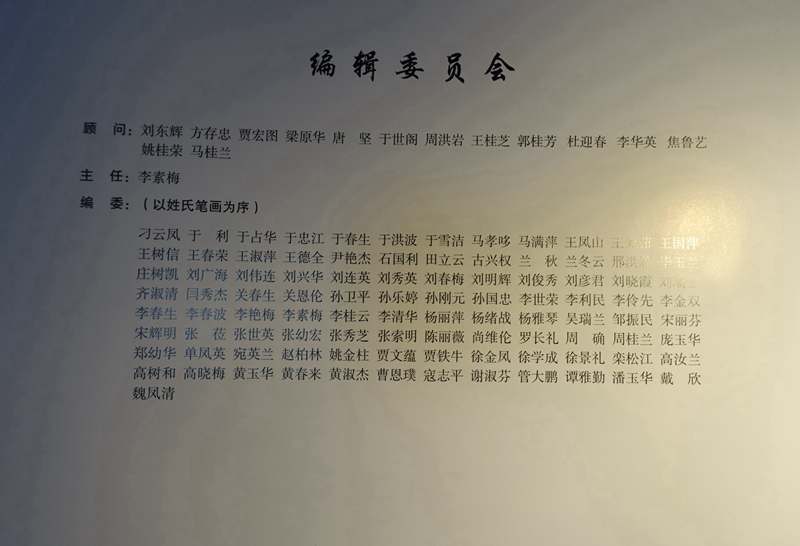 编辑委员会
顾 问：刘东辉 方存忠 贾宏图 梁原华 唐 坚 于世阁 周洪岩 王桂芝 郭桂芳 杜迎春 李华英 焦鲁艺
姚桂荣 马桂兰
主 任：李素梅
编 委：（以姓氏笔画为序）
刁云凤 于 利 于占华 于忠江 于春生 于洪波 于雪洁 马孝哆 马满萍 王凤山 王国萍
王树信 王春荣 王淑萍 王德全 尹艳杰 石国利 田立云 古兴权 兰 秋 兰冬云
庄树凯 刘广海 刘伟连 刘兴华 刘连英 刘秀英 刘春梅 刘明辉 刘俊秀 刘彦君 刘晓霞
齐淑清 闫秀杰 关春生 关恩伦 孙卫平 孙乐婷 孙刚元 孙国忠 李世荣 李利民 李伶先 李金双
李春生 李春波 李艳梅 李素梅 李桂云 李清华 杨丽萍 杨绪战 杨雅琴 吴瑞兰 邹振民 宋丽芬
宋辉明 张 莅 张世英 张幼宏 张秀芝 张索明 陈丽薇 尚维伦 罗长礼 周 确 周桂兰 庞玉华
郑幼华 单凤英 宛英兰 赵柏林 姚金柱 贾文蕴 贾铁牛 徐金凤 徐学成 徐景礼 栾松江 高汝兰
高树和 高晓梅 黄玉华 黄春来 黄淑杰 曹恩璞 寇志平 谢淑芬 管大鹏 谭雅勤 潘玉华 戴 欣
魏凤清